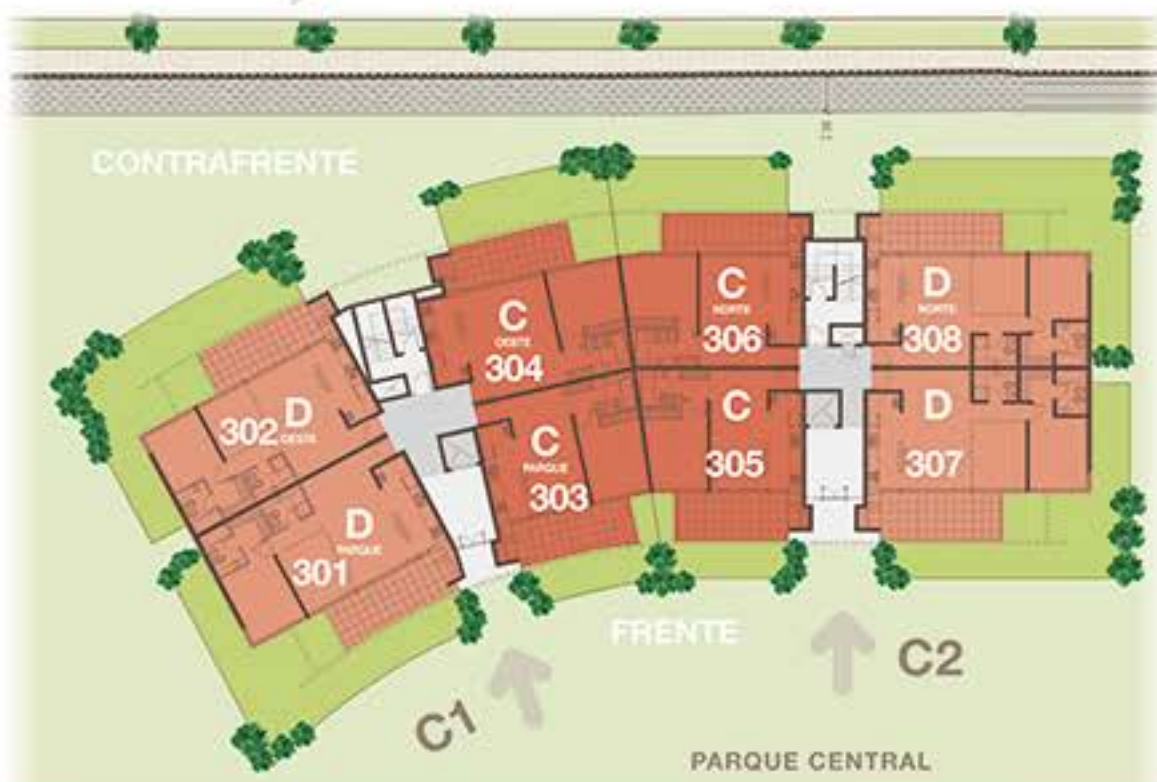 CONTRAFRENTE
C
OESTE
304
C
NORTE
306
D
NORTE
308
302
D
OESTE
C
PARQUE
303
C
305
D
307
D
PARQUE
301
FRENTE
C1
C2
PARQUE CENTRAL